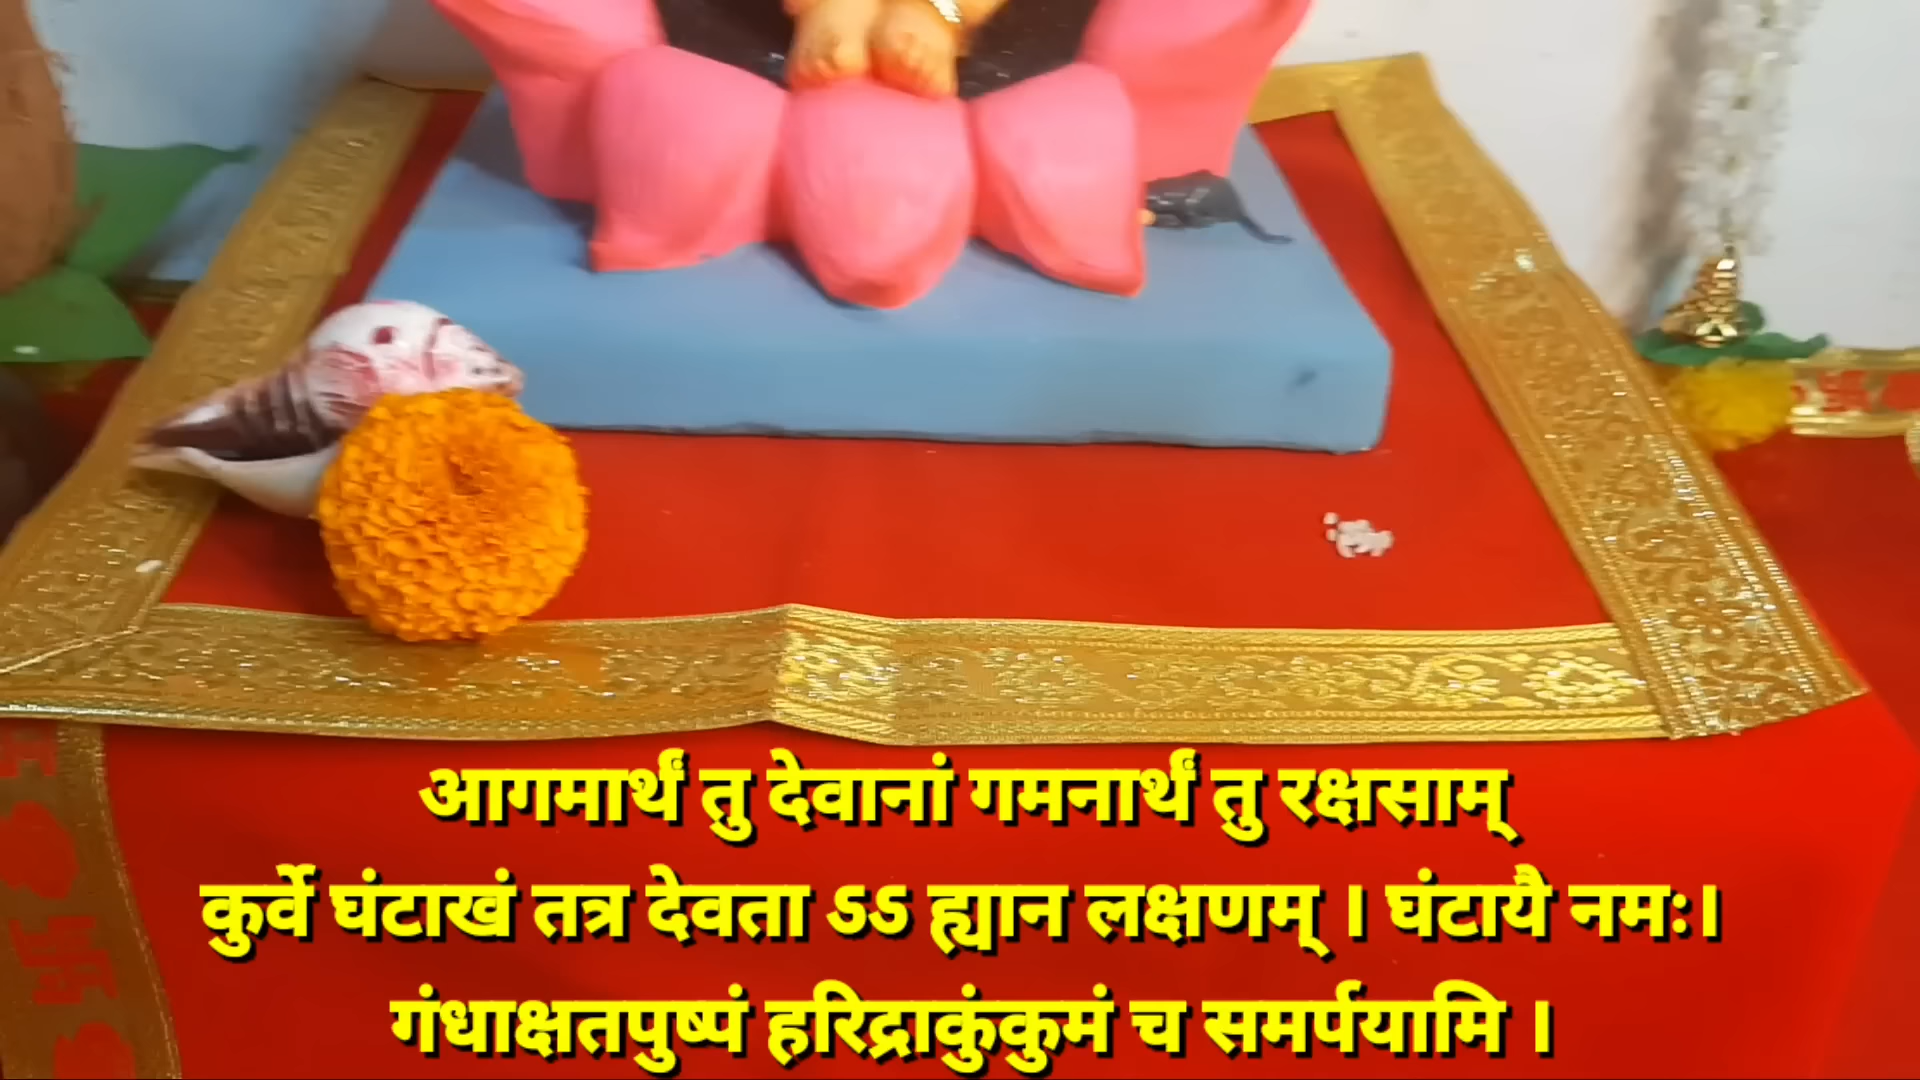 आगमार्थं तु देवानां गमनार्थं तु रक्षसाम्
कुर्वे घंटाखं तत्र देवता ऽऽ ह्यान लक्षणम् । घंटायै नमः।
गंधाक्षतपुष्पं हरिद्राकुंकुमं च समर्पयामि ।